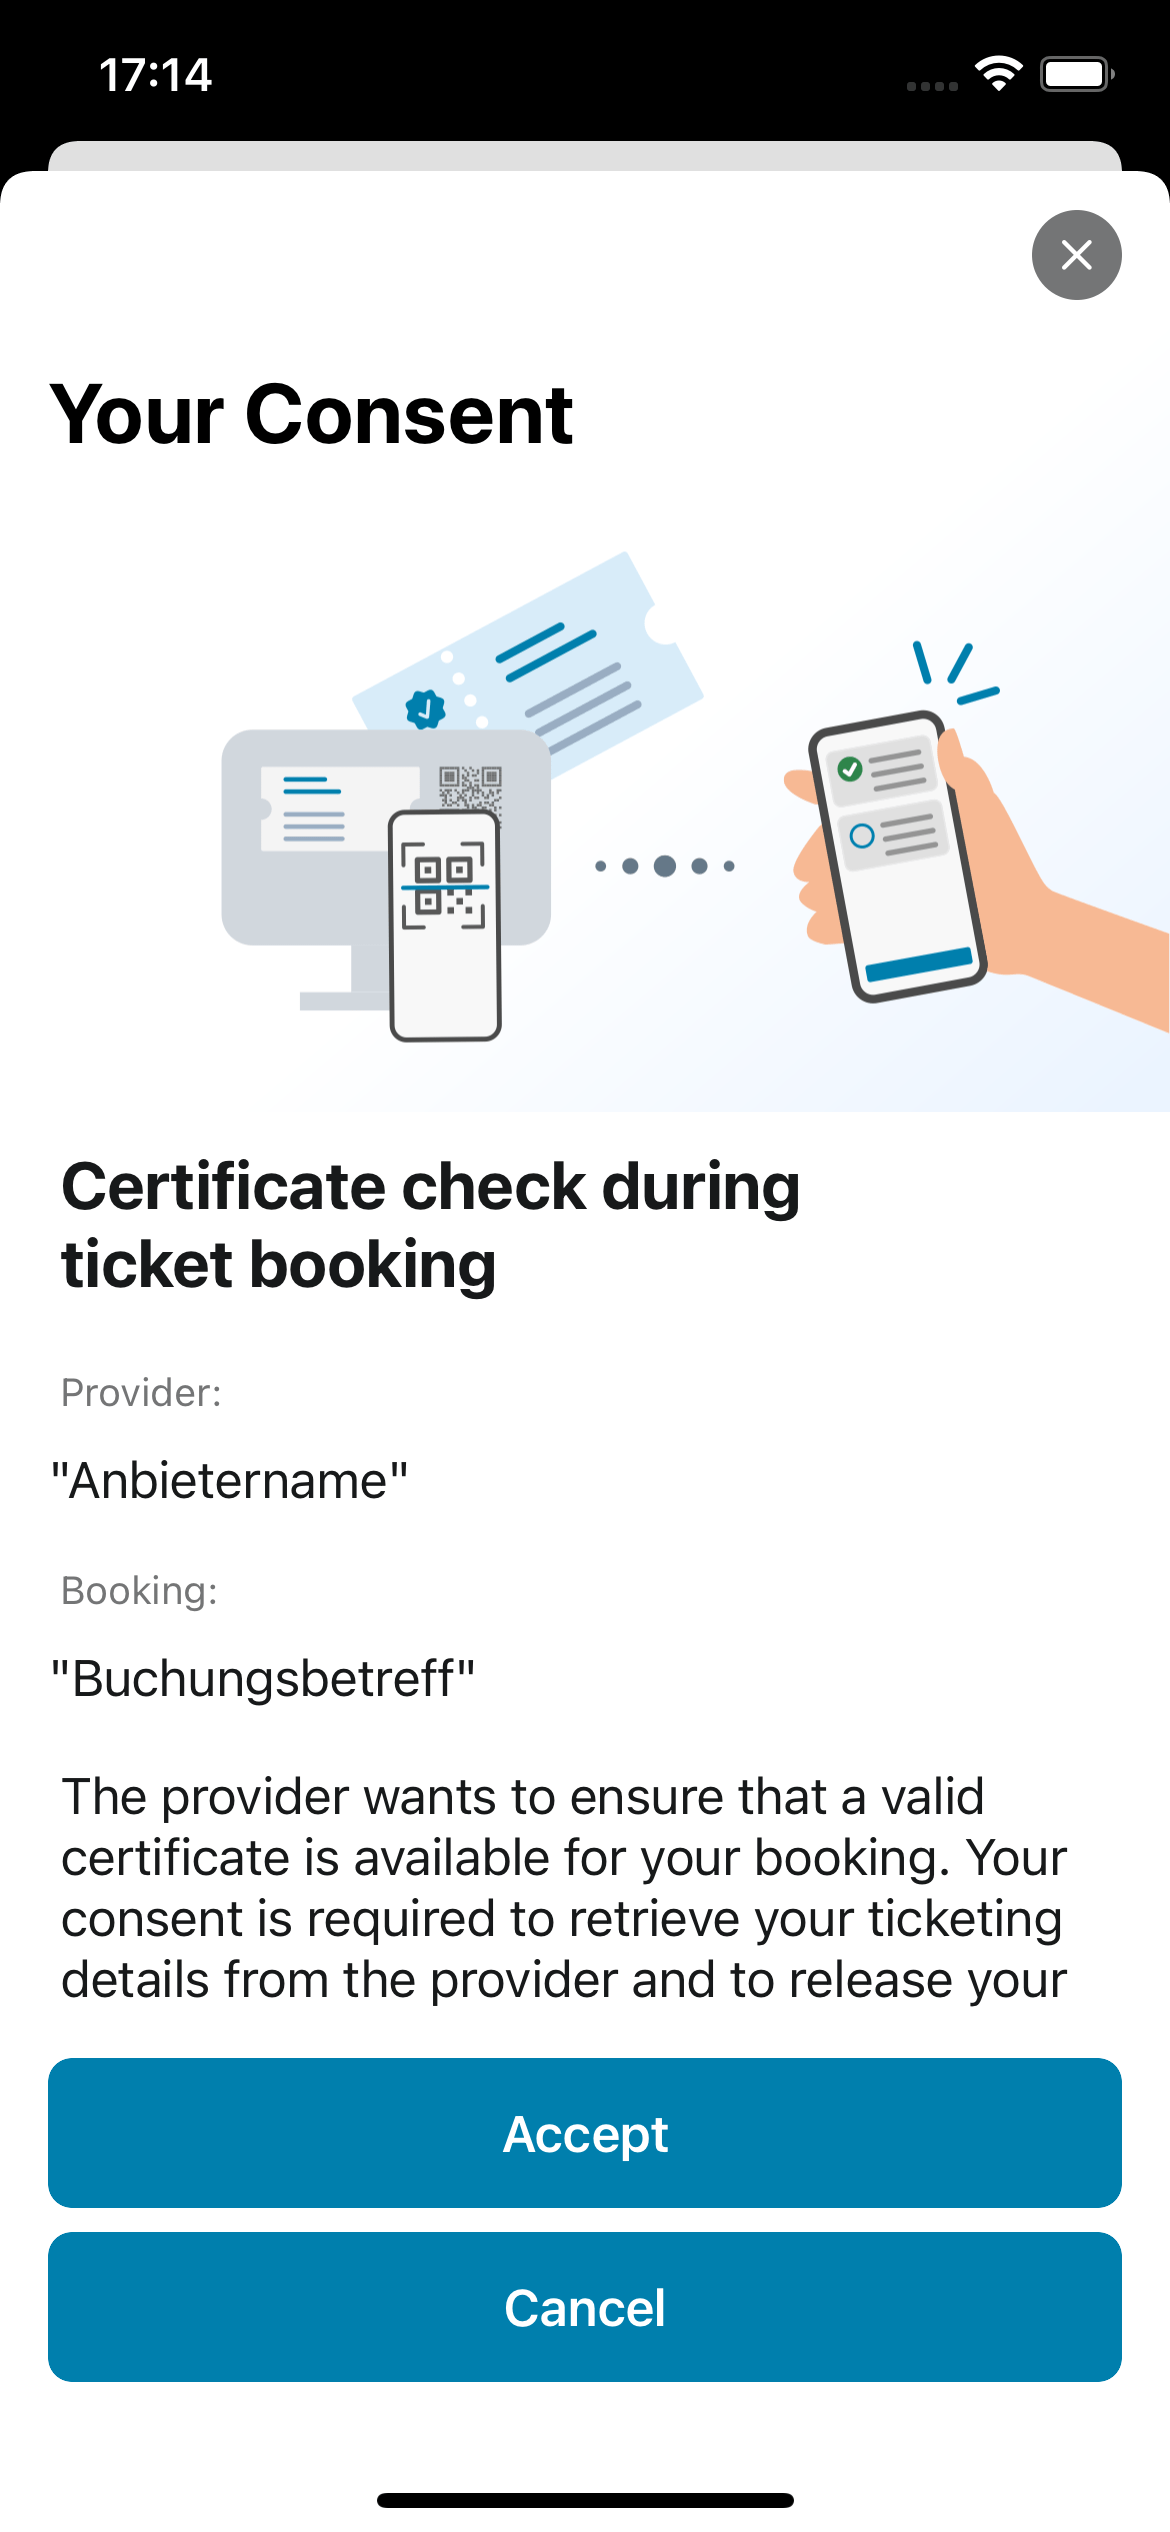 17:14
Your Consent
Certificate check during
ticket booking
Provider:
"Anbietername"
Booking:
"Buchungsbetreff"
The provider wants to ensure that a valid
certificate is available for your booking. Your
consent is required to retrieve your ticketing
details from the provider and to release your
Accept
Cancel